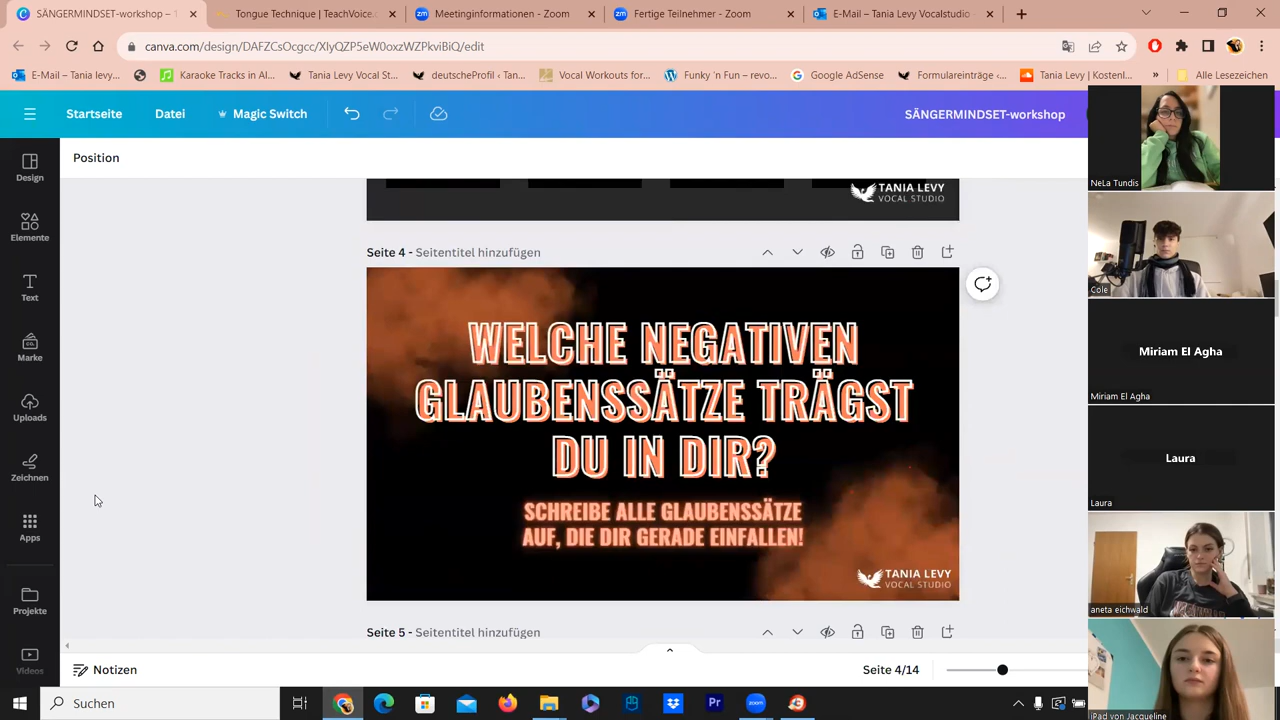 SÄNGERMINDSET-workshop - 1
Tongue Technique | TeachVoice.
Meetinginformationen - Zoom
Fertige Teilnehmer - Zoom
E-Mail – Tania Levy Vocalstudio -
canva.com/design/DAFZCsOcgcc/XIyQZP5eW0oxzWZPkviBiQ/edit
E-Mail – Tania levy...
Karaoke Tracks in Al...
Tania Levy Vocal St...
deutscheProfil ‹ Tan...
Vocal Workouts for...
Funky 'n Fun – revo...
Google AdSense
Formulareinträge ‹...
Tania Levy | Kostenl...
»
Alle Lesezeichen
Startseite
Datei
Magic Switch
SÄNGERMINDSET-workshop
Position
Design
Elemente
Text
Marke
Uploads
Zeichnen
Apps
Projekte
Videos
TANIA LEVY
VOCAL STUDIO
Seite 4 - Seitentitel hinzufügen
WELCHE NEGATIVEN
GLAUBENSSÄTZE TRÄGST
DU IN DIR?
SCHREIBE ALLE GLAUBENSSÄTZE
AUF, DIE DIR GERADE EINFALLEN!
TANIA LEVY
VOCAL STUDIO
Seite 5 - Seitentitel hinzufügen
Notizen
Seite 4/14
Suchen
Pr
zoom
NeLa Tundis
Cole
Miriam El Agha
Miriam El Agha
Laura
Laura
aneta eichwald
iPad von Jacqueline